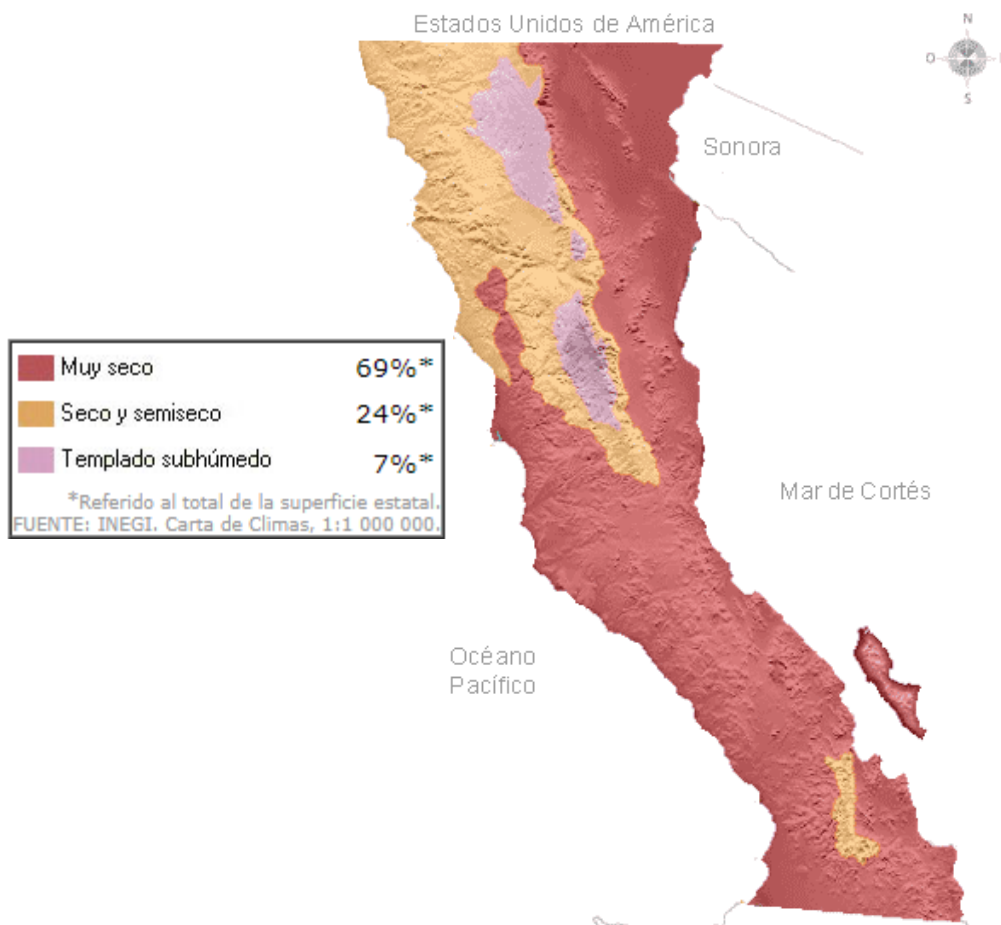 Estados Unidos de América
N
O
S
Sonora
Muy seco 69%*
Seco y semiseco 24%*
Templado subhúmedo 7%*
*Referido al total de la superficie estatal.
FUENTE: INEGI. Carta de Climas, 1:1 000 000.
Mar de Cortés
Océano
Pacífico